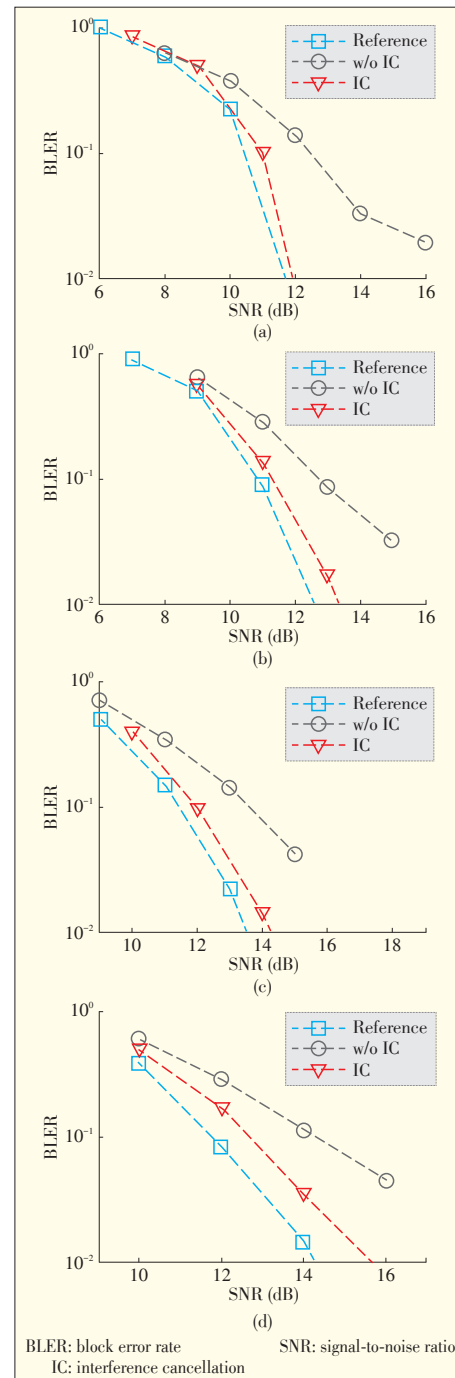 10⁰
Reference
w/o IC
IC
BLER
10⁻¹
10⁻²
6 8 10 12 14 16
SNR (dB)
(a)
10⁰
Reference
w/o IC
IC
BLER
10⁻¹
10⁻²
6 8 10 12 14 16
SNR (dB)
(b)
10⁰
Reference
w/o IC
IC
BLER
10⁻¹
10⁻²
10 12 14 16 18
SNR (dB)
(c)
10⁰
Reference
w/o IC
IC
BLER
10⁻¹
10⁻²
10 12 14 16
SNR (dB)
(d)
BLER: block error rate SNR: signal-to-noise ratio
IC: interference cancellation